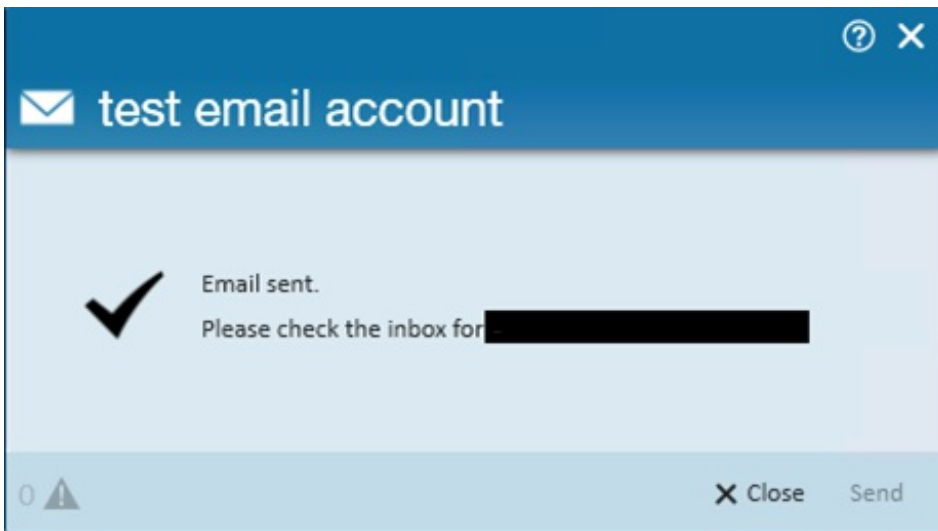 ?
test email account
Email sent.
Please check the inbox for
0
Close
Send